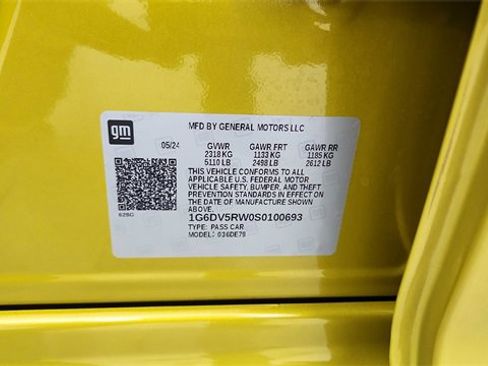 gm
MFD BY GENERAL MOTORS LLC
05/24 GVWR GAWR FRT GAWR RR
2318 KG 1133 KG 1185 KG
5110 LB 2498 LB 2612 LB
THIS VEHICLE CONFORMS TO ALL
APPLICABLE U.S. FEDERAL MOTOR
VEHICLE SAFETY, BUMPER, AND THEFT
PREVENTION STANDARDS IN EFFECT ON
THE DATE OF MANUFACTURE SHOWN
ABOVE.
1G6DV5RW0S0100693
TYPE: PASS CAR